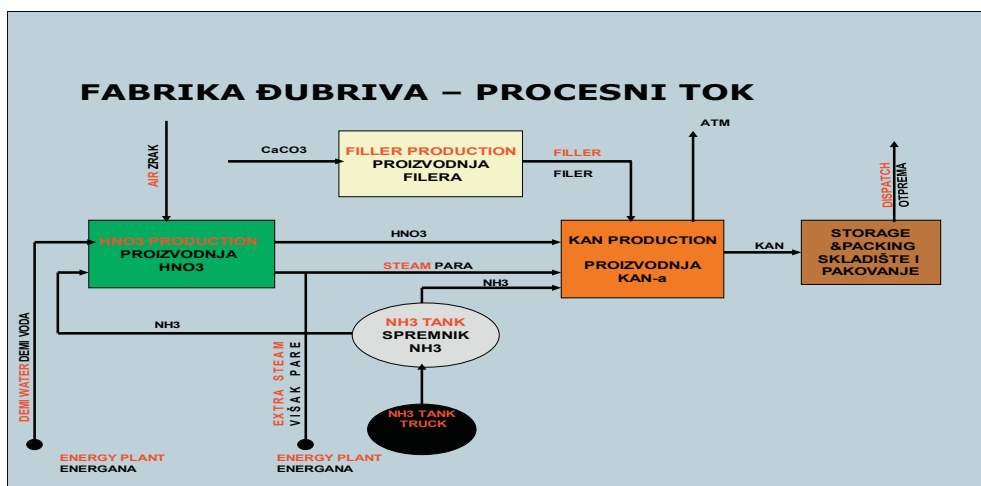 FABRIKA ĐUBRIVA – PROCESNI TOK
ATM
AIR ZRAK
CaCO3
FILLER PRODUCTION
PROIZVODNJA
FILERA
FILLER
FILER
DISPATCH
OTPREMA
HNO3 PRODUCTION
PROIZVODNJA
HNO3
HNO3
STEAM PARA
NH3
KAN PRODUCTION
PROIZVODNJA
KAN-a
KAN
STORAGE
&PACKING
SKLADIŠTE I
PAKOVANJE
NH3
NH3 TANK
SPREMNIK
NH3
DEMI WATER DEMI VODA
EXTRA STEAM
VIŠAK PARE
NH3 TANK
TRUCK
ENERGY PLANT
ENERGANA
ENERGY PLANT
ENERGANA